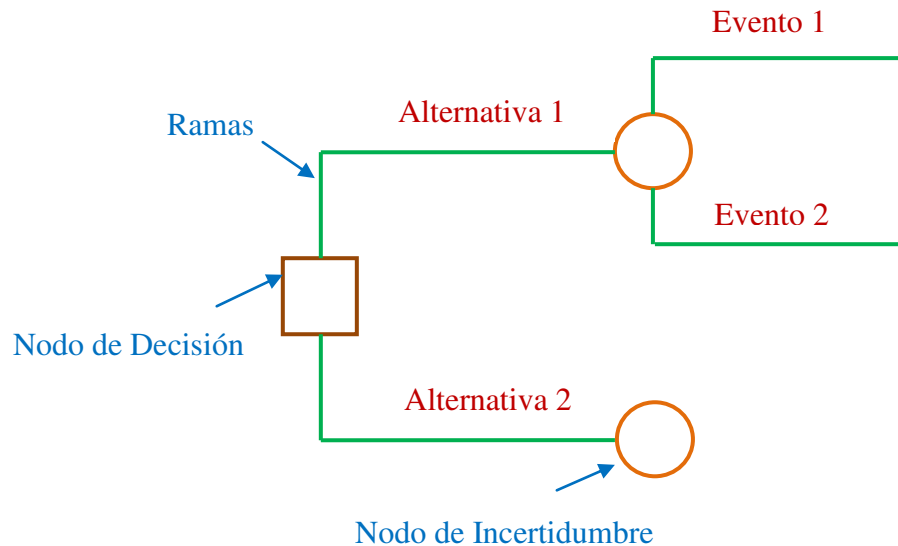 Evento 1
Alternativa 1
Ramas
Evento 2
Nodo de Decisión
Alternativa 2
Nodo de Incertidumbre